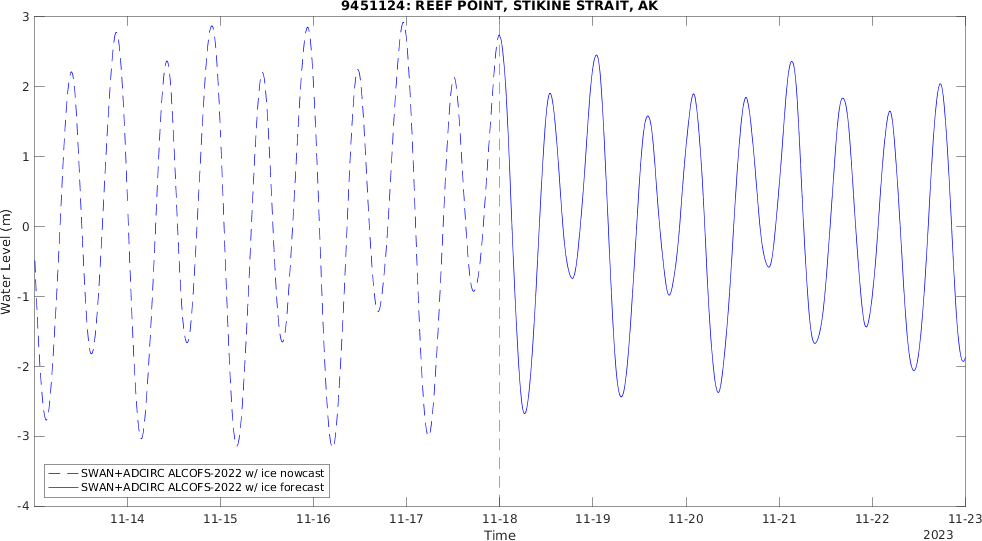 9451124: REEF POINT, STIKINE STRAIT, AK
Water Level (m)
3
2
1
0
-1
-2
-3
-4
SWAN+ADCIRC ALCOFS-2022 w/ ice nowcast
SWAN+ADCIRC ALCOFS-2022 w/ ice forecast
11-14 11-15 11-16 11-17 11-18 11-19 11-20 11-21 11-22 11-23
Time
2023